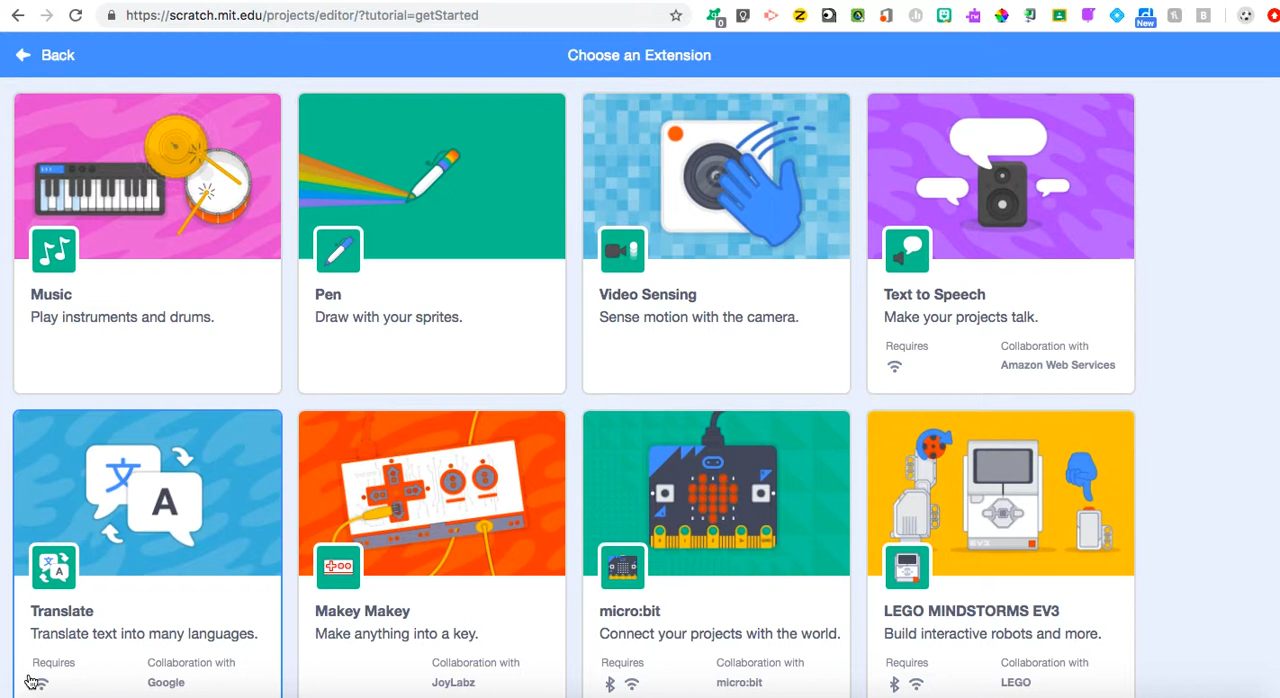 https://scratch.mit.edu/projects/editor/?tutorial=getStarted
0
New
B
Back
Choose an Extension
Music
Play instruments and drums.
Pen
Draw with your sprites.
Video Sensing
Sense motion with the camera.
Text to Speech
Make your projects talk.
Requires
Collaboration with
Amazon Web Services
文
A
文
A
Translate
Translate text into many languages.
Requires
Collaboration with
Google
Makey Makey
Make anything into a key.
Collaboration with
JoyLabz
micro:bit
Connect your projects with the world.
Requires
Collaboration with
micro:bit
EV3
LEGO MINDSTORMS EV3
Build interactive robots and more.
Requires
Collaboration with
LEGO